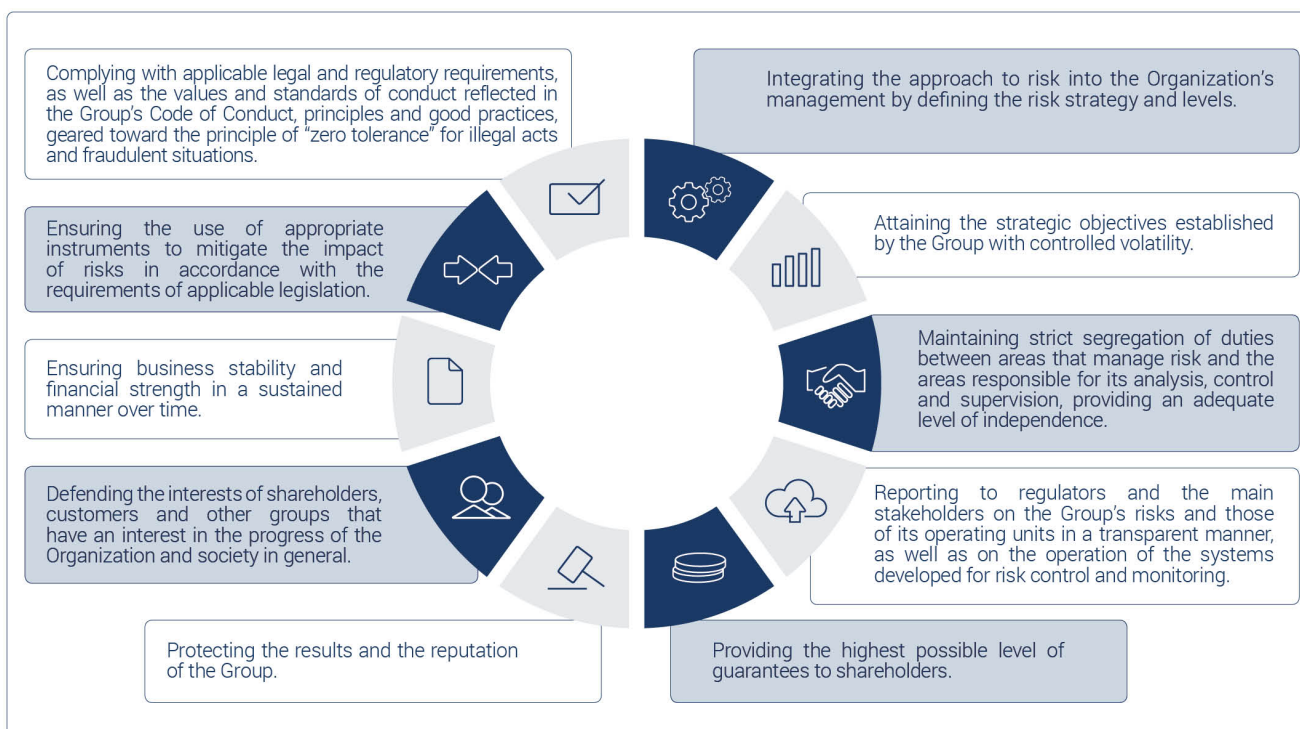 Complying with applicable legal and regulatory requirements,
as well as the values and standards of conduct reflected in
the Group's Code of Conduct, principles and good practices,
geared toward the principle of “zero tolerance” for illegal acts
and fraudulent situations.
Ensuring the use of appropriate
instruments to mitigate the impact
of risks in accordance with the
requirements of applicable legislation.
Ensuring business stability and
financial strength in a sustained
manner over time.
Defending the interests of shareholders,
customers and other groups that
have an interest in the progress of the
Organization and society in general.
Protecting the results and the reputation
of the Group.
Integrating the approach to risk into the Organization's
management by defining the risk strategy and levels.
Attaining the strategic objectives established
by the Group with controlled volatility.
Maintaining strict segregation of duties
between areas that manage risk and the
areas responsible for its analysis, control
and supervision, providing an adequate
level of independence.
Reporting to regulators and the main
stakeholders on the Group's risks and those
of its operating units in a transparent manner,
as well as on the operation of the systems
developed for risk control and monitoring.
Providing the highest possible level of
guarantees to shareholders.